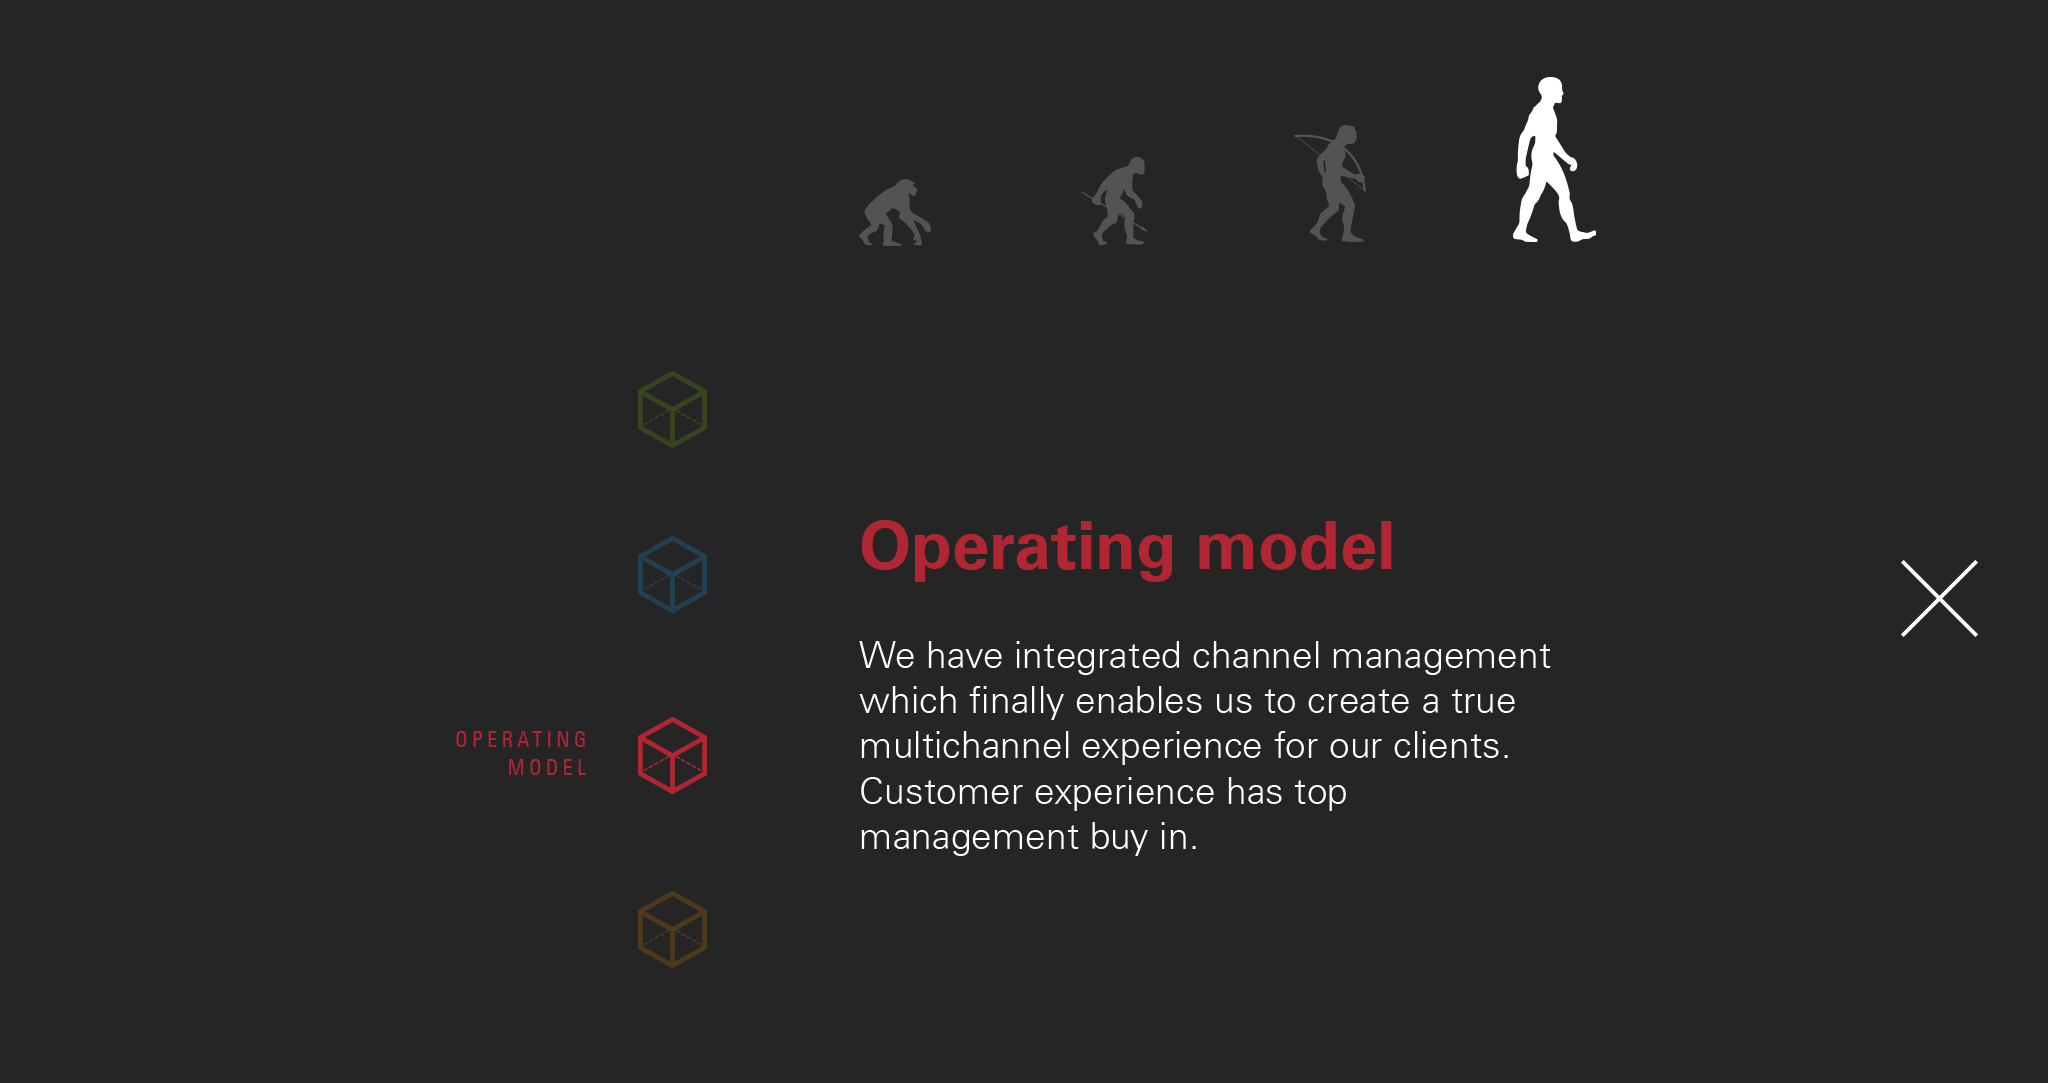 OPERATING
MODEL
Operating model
We have integrated channel management
which finally enables us to create a true
multichannel experience for our clients.
Customer experience has top
management buy in.